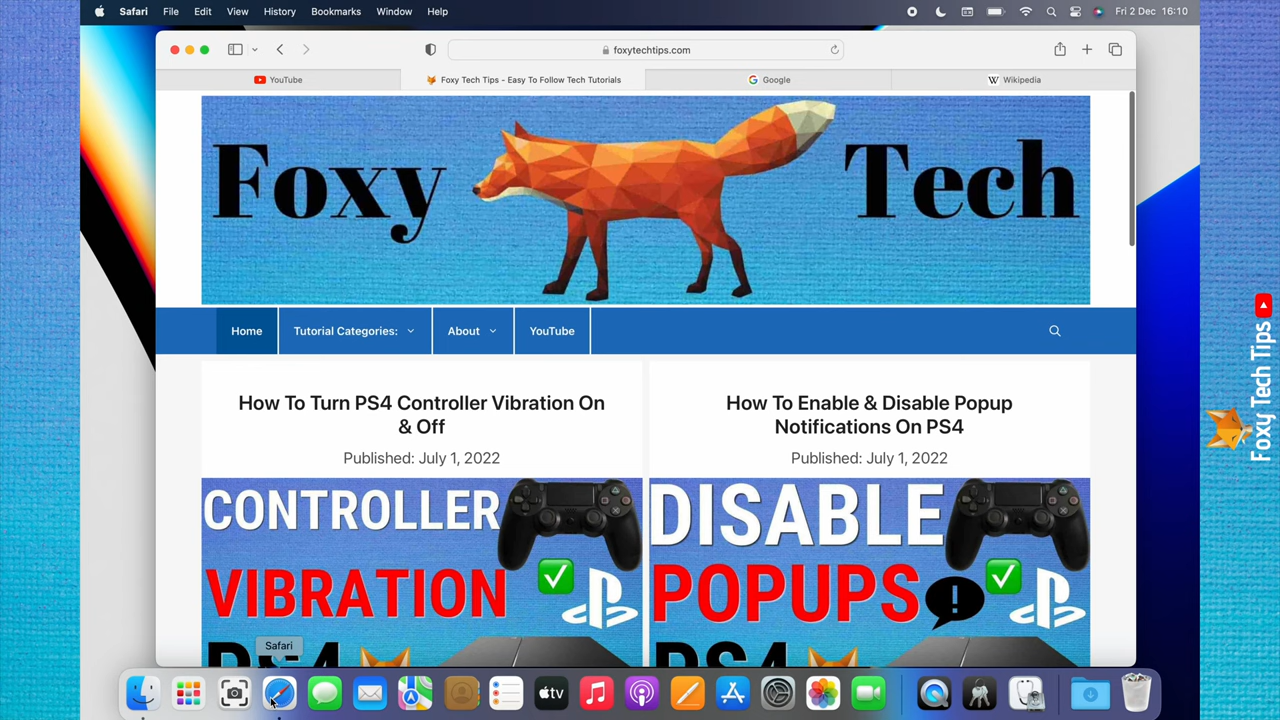 Safari File Edit View History Bookmarks Window Help Fri 2 Dec 16:10
foxytechtips.com
YouTube Foxy Tech Tips - Easy To Follow Tech Tutorials Google W Wikipedia
Foxy Tech
Home Tutorial Categories: About YouTube
How To Turn PS4 Controller Vibration On
& Off
Published: July 1, 2022
CONTROLLER
VIBRATION
PS4
How To Enable & Disable Popup
Notifications On PS4
Published: July 1, 2022
DISABLE
POPUPS
PS4
Safari
tv
Foxy Tech Tips